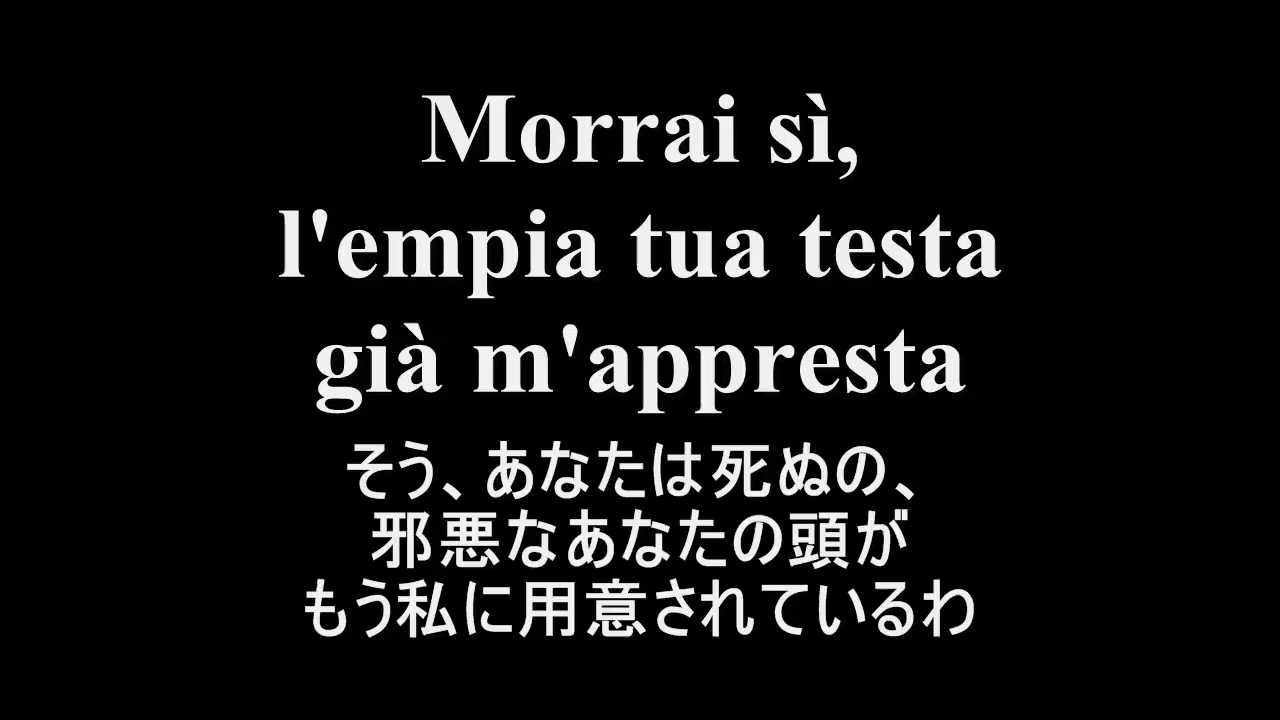 Morrai sì,
l'empia tua testa
già m'appresta
そう、あなたは死ぬの、
邪悪なあなたの頭が
もう私に用意されているわ